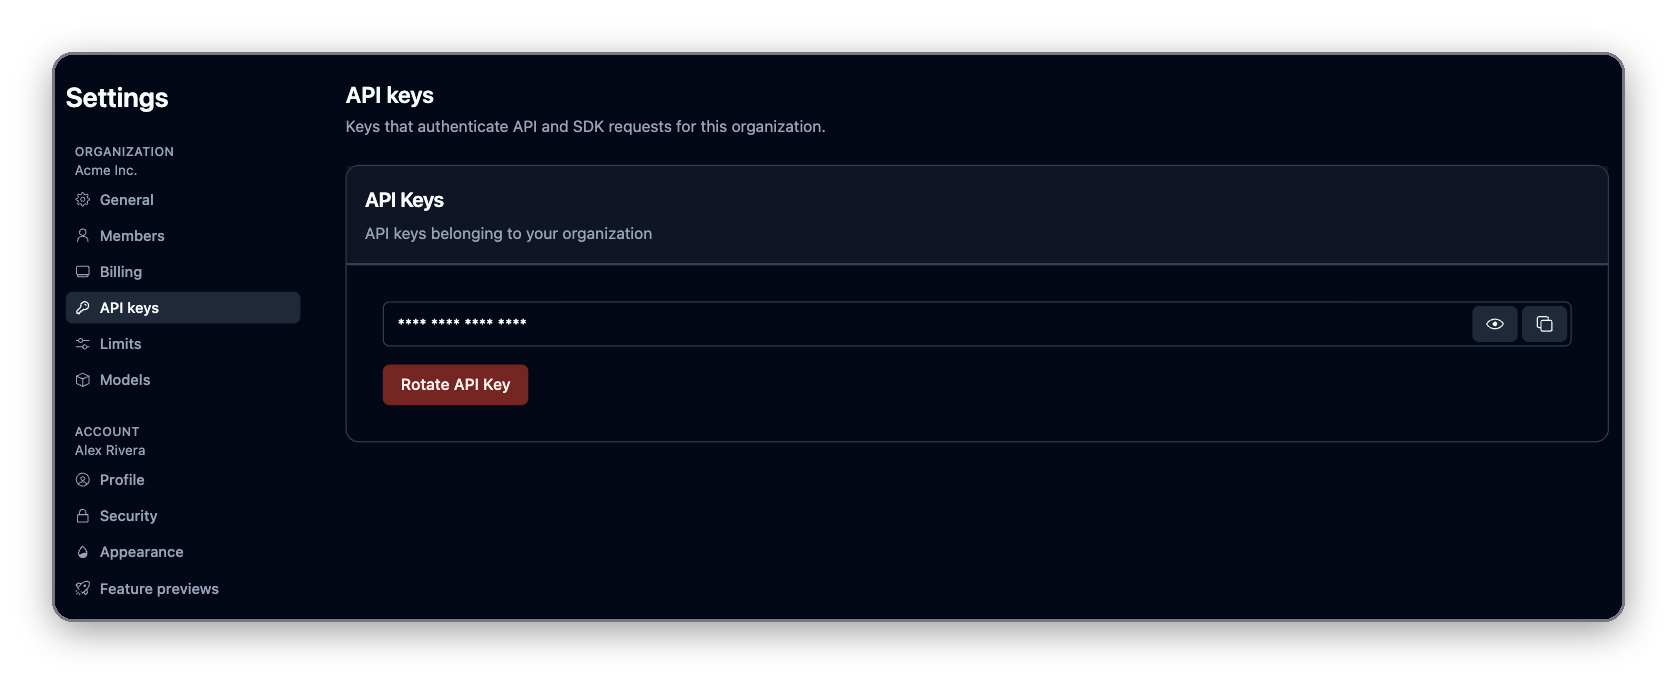 Settings
ORGANIZATION
Acme Inc.
General
Members
Billing
API keys
Limits
Models
ACCOUNT
Alex Rivera
Profile
Security
Appearance
Feature previews
API keys
Keys that authenticate API and SDK requests for this organization.
API Keys
API keys belonging to your organization
**** **** **** ****
Rotate API Key